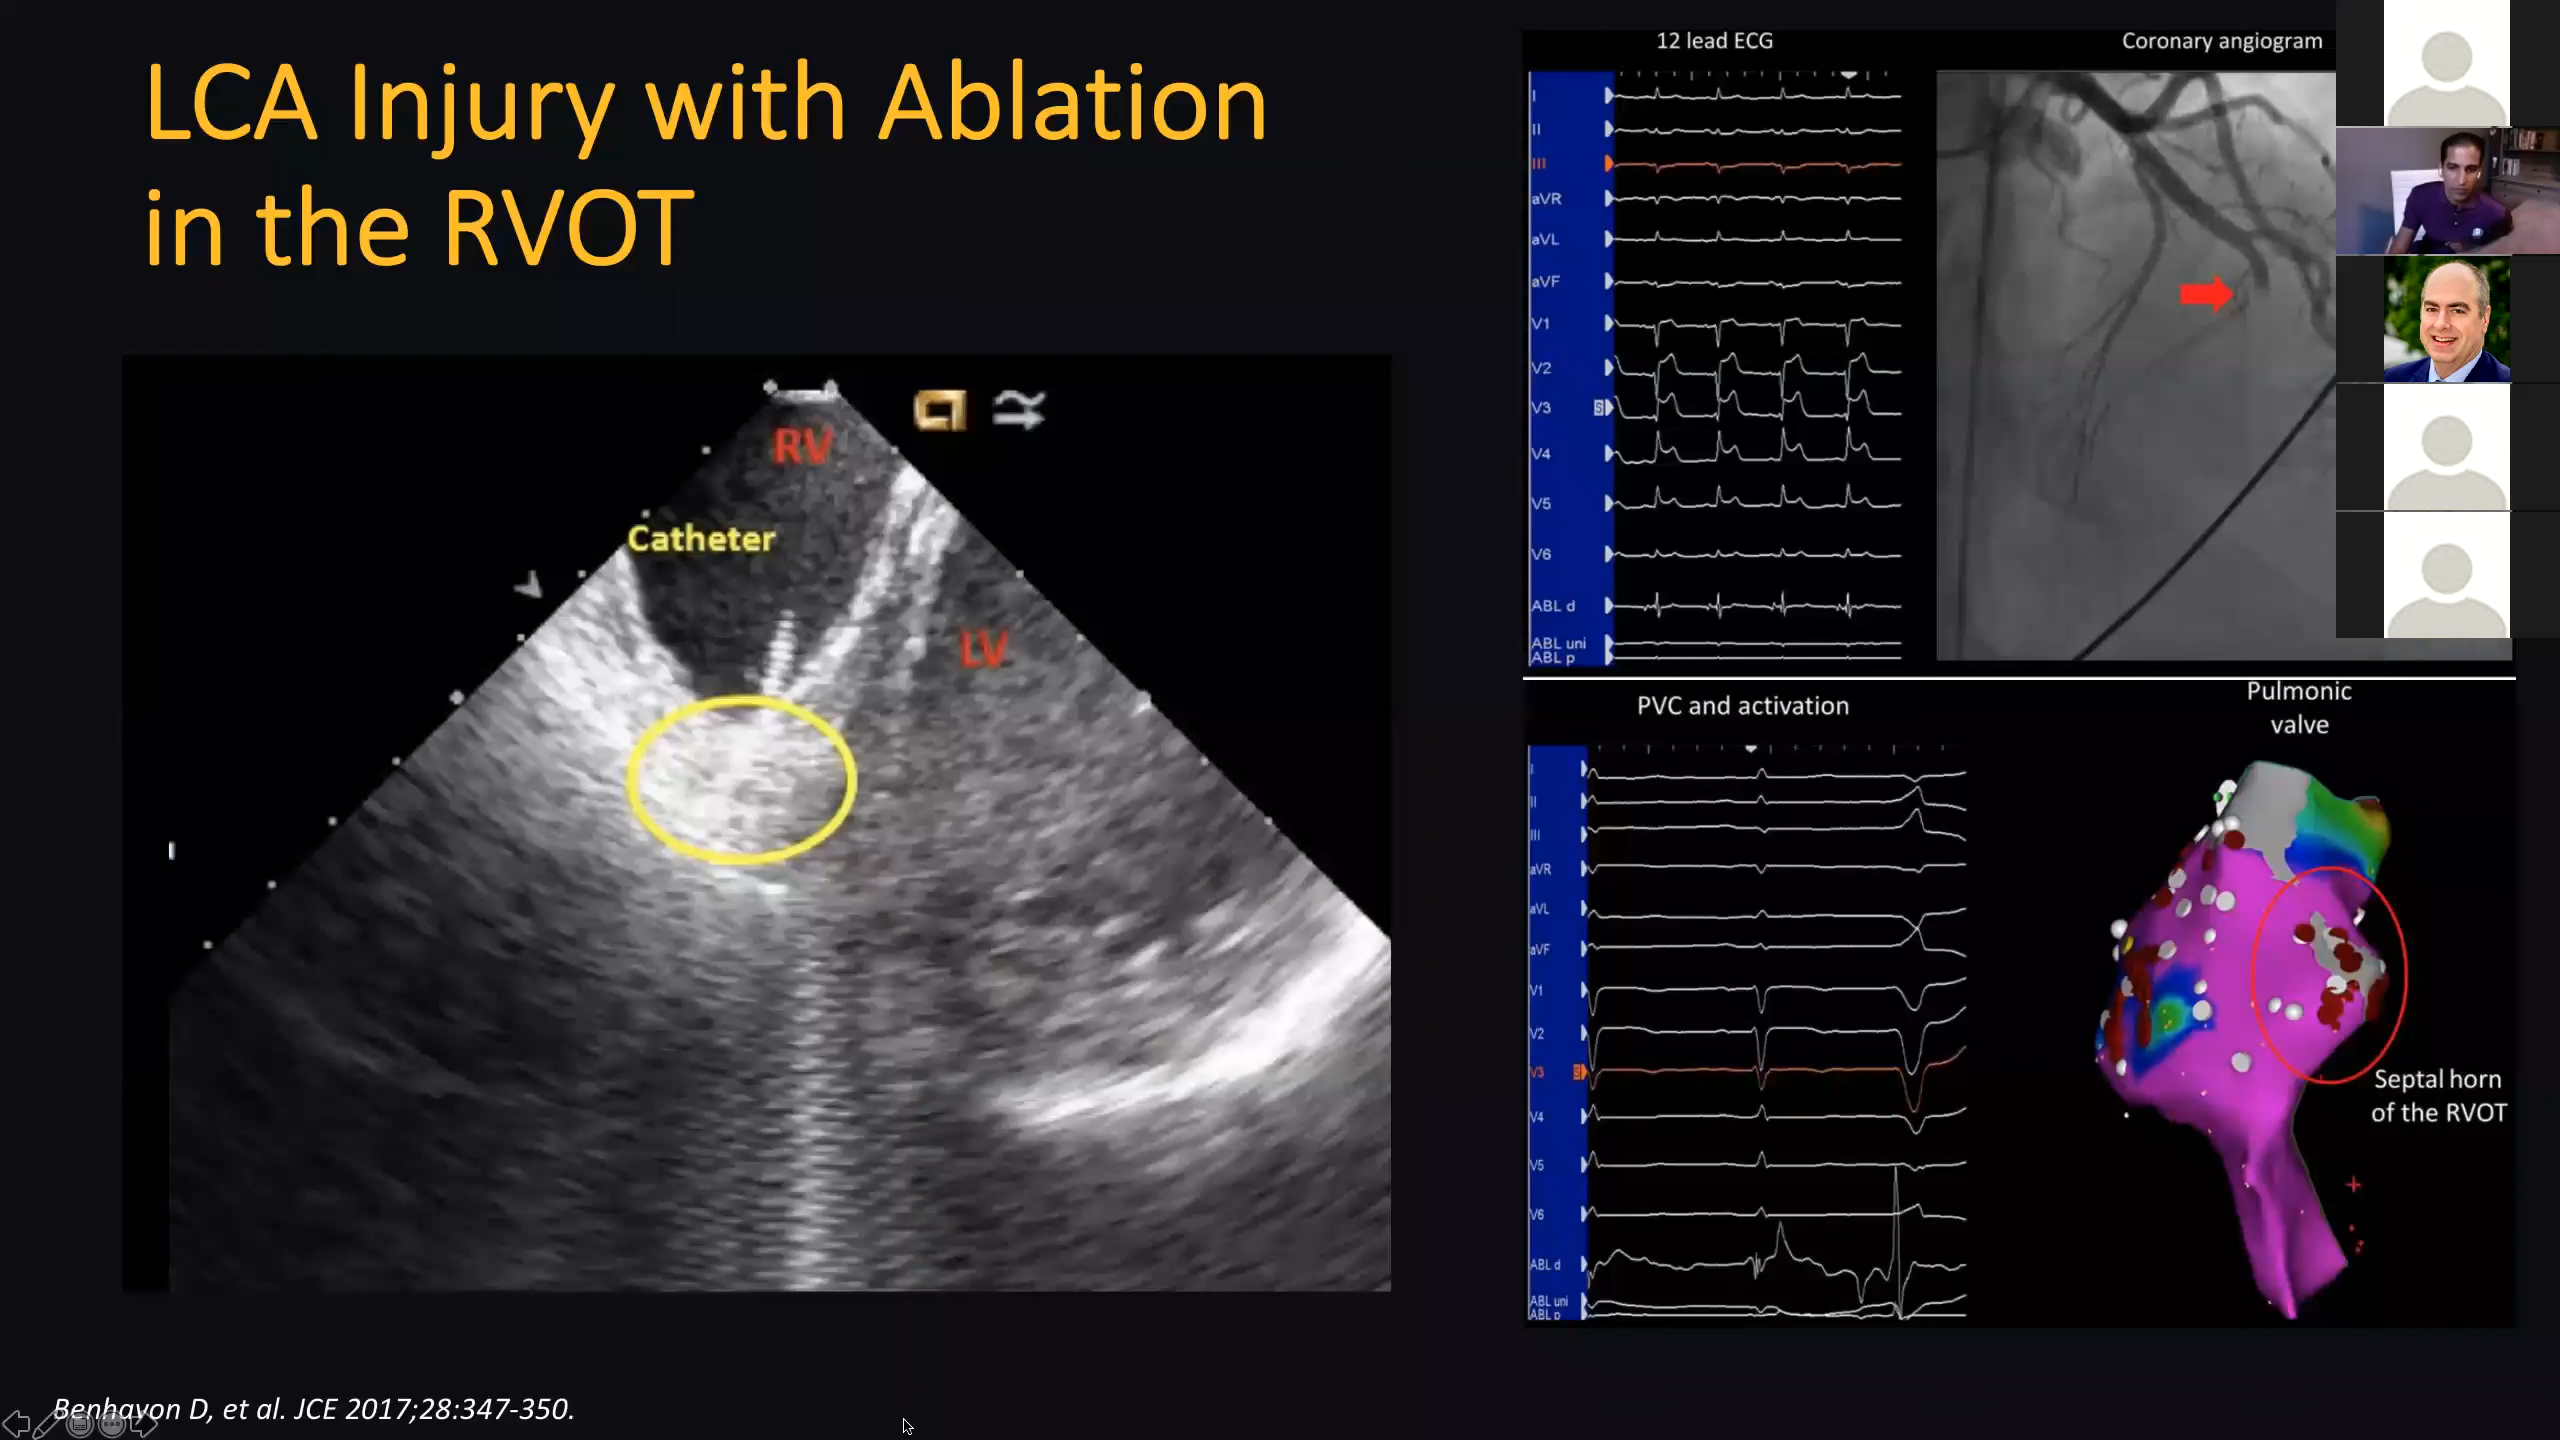 LCA Injury with Ablation
in the RVOT
RV
Catheter
LV
12 lead ECG
Coronary angiogram
I
II
III
aVR
aVL
aVF
V1
V2
V3
S
V4
V5
V6
ABL d
ABL uni
ABL p
PVC and activation
Pulmonic
valve
I
II
III
aVR
aVL
aVF
V1
V2
V3
S
V4
V5
V6
ABL d
ABL uni
ABL p
Septal horn
of the RVOT
Benhayon D, et al. JCE 2017;28:347-350.